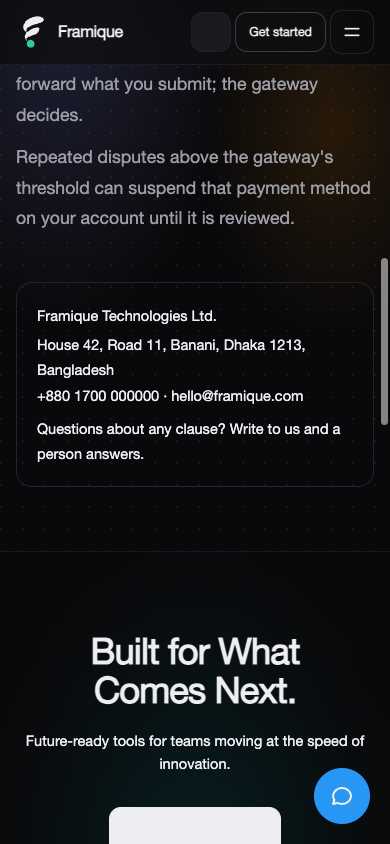 Framique
Get started
forward what you submit; the gateway
decides.
Repeated disputes above the gateway's
threshold can suspend that payment method
on your account until it is reviewed.
Framique Technologies Ltd.
House 42, Road 11, Banani, Dhaka 1213,
Bangladesh
+880 1700 000000 · hello@framique.com
Questions about any clause? Write to us and a
person answers.
Built for What
Comes Next.
Future-ready tools for teams moving at the speed of
innovation.